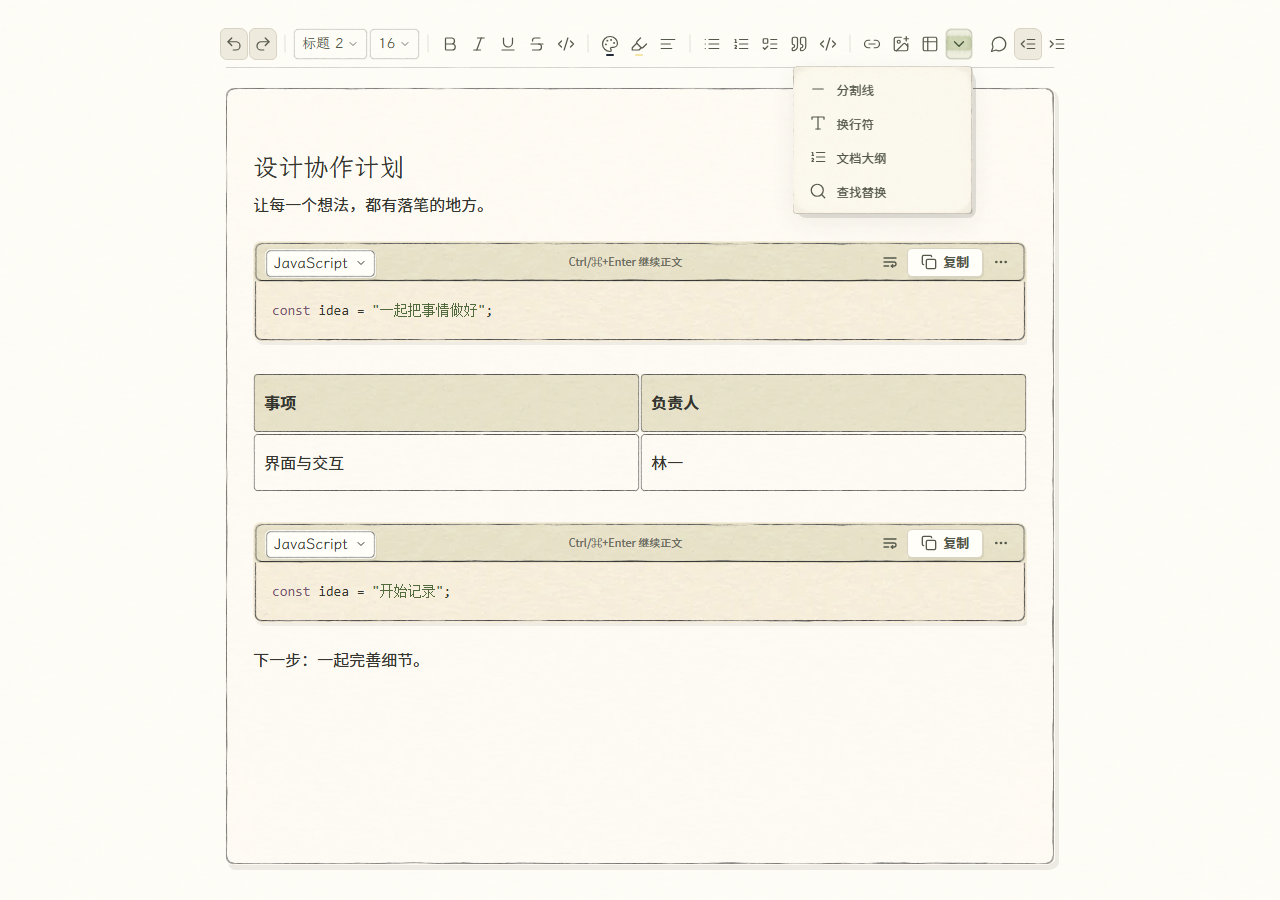 标题 2
16
分割线
换行符
文档大纲
查找替换
设计协作计划
让每一个想法，都有落笔的地方。
JavaScript
Ctrl/⌘+Enter 继续正文
复制
const idea = "一起把事情做好";
事项
负责人
界面与交互
林一
JavaScript
Ctrl/⌘+Enter 继续正文
复制
const idea = "开始记录";
下一步：一起完善细节。